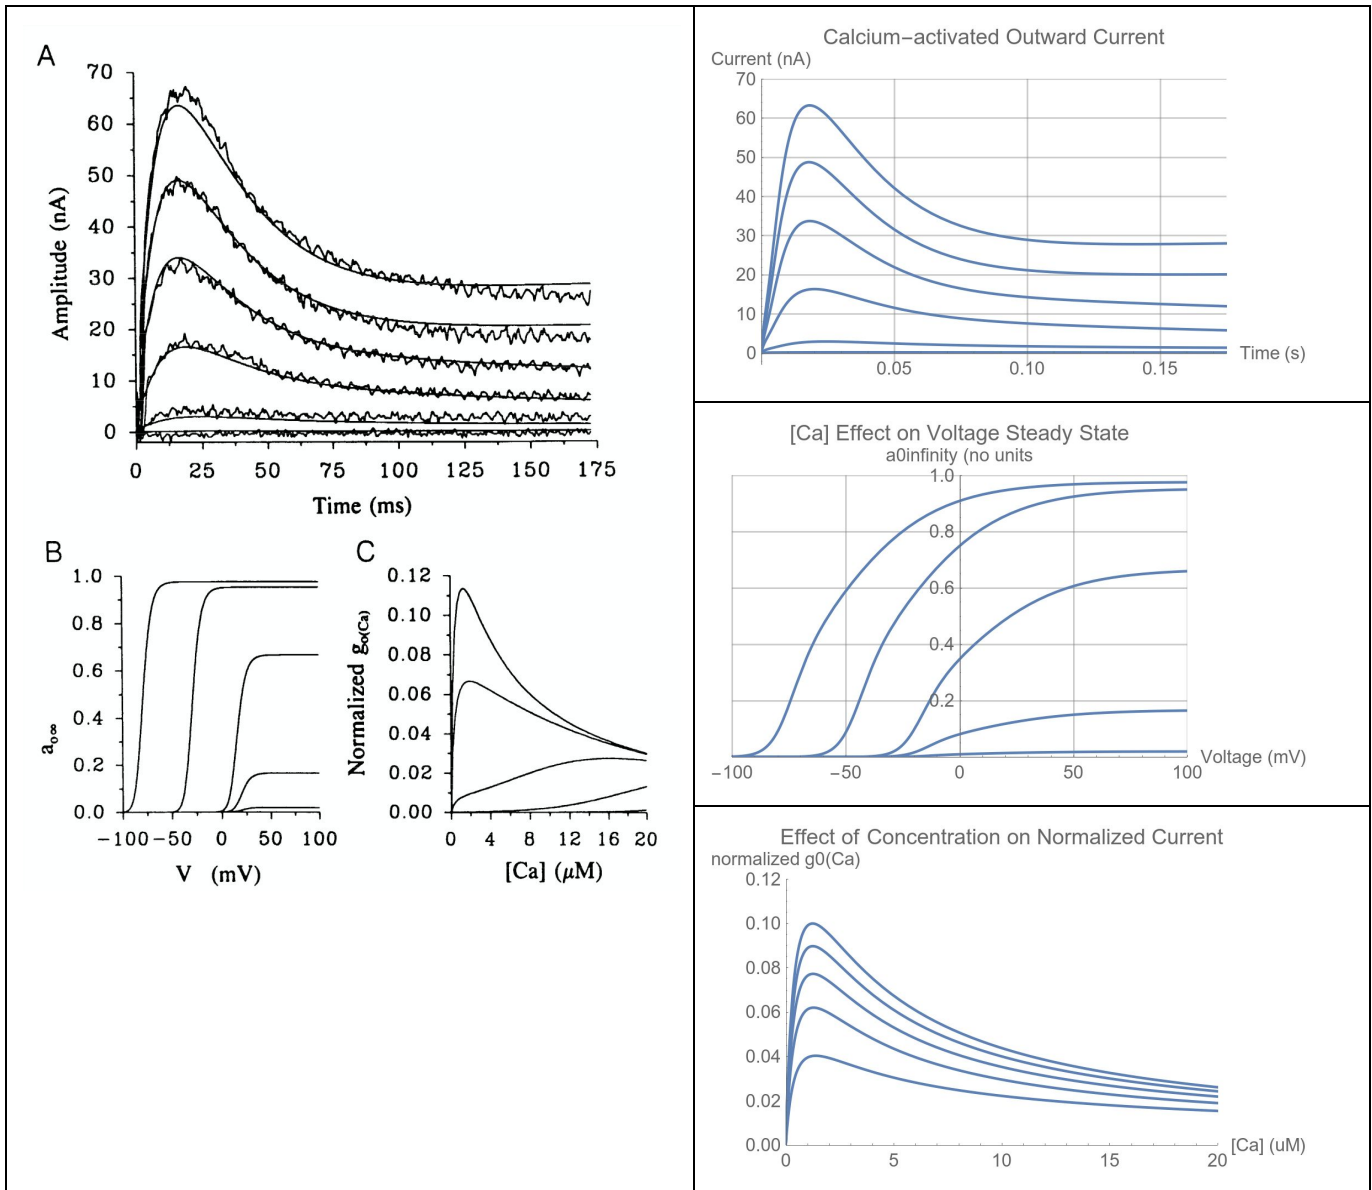 A
70
60
50
40
30
20
10
0
Amplitude (nA)
0 25 50 75 100 125 150 175
Time (ms)
B
1.0
0.8
0.6
0.4
0.2
0.0
a₀∞
-100 -50 0 50 100
V (mV)
C
0.12
0.10
0.08
0.06
0.04
0.02
0.00
Normalized g₀(Ca)
0 4 8 12 16 20
[Ca] (μM)
Calcium-activated Outward Current
Current (nA)
70
60
50
40
30
20
10
0
0.05 0.10 0.15
Time (s)
[Ca] Effect on Voltage Steady State
a0infinity (no units
1.0
0.8
0.6
0.4
0.2
-100 -50 0 50 100
Voltage (mV)
Effect of Concentration on Normalized Current
normalized g0(Ca)
0.12
0.10
0.08
0.06
0.04
0.02
0.00
0 5 10 15 20
[Ca] (uM)